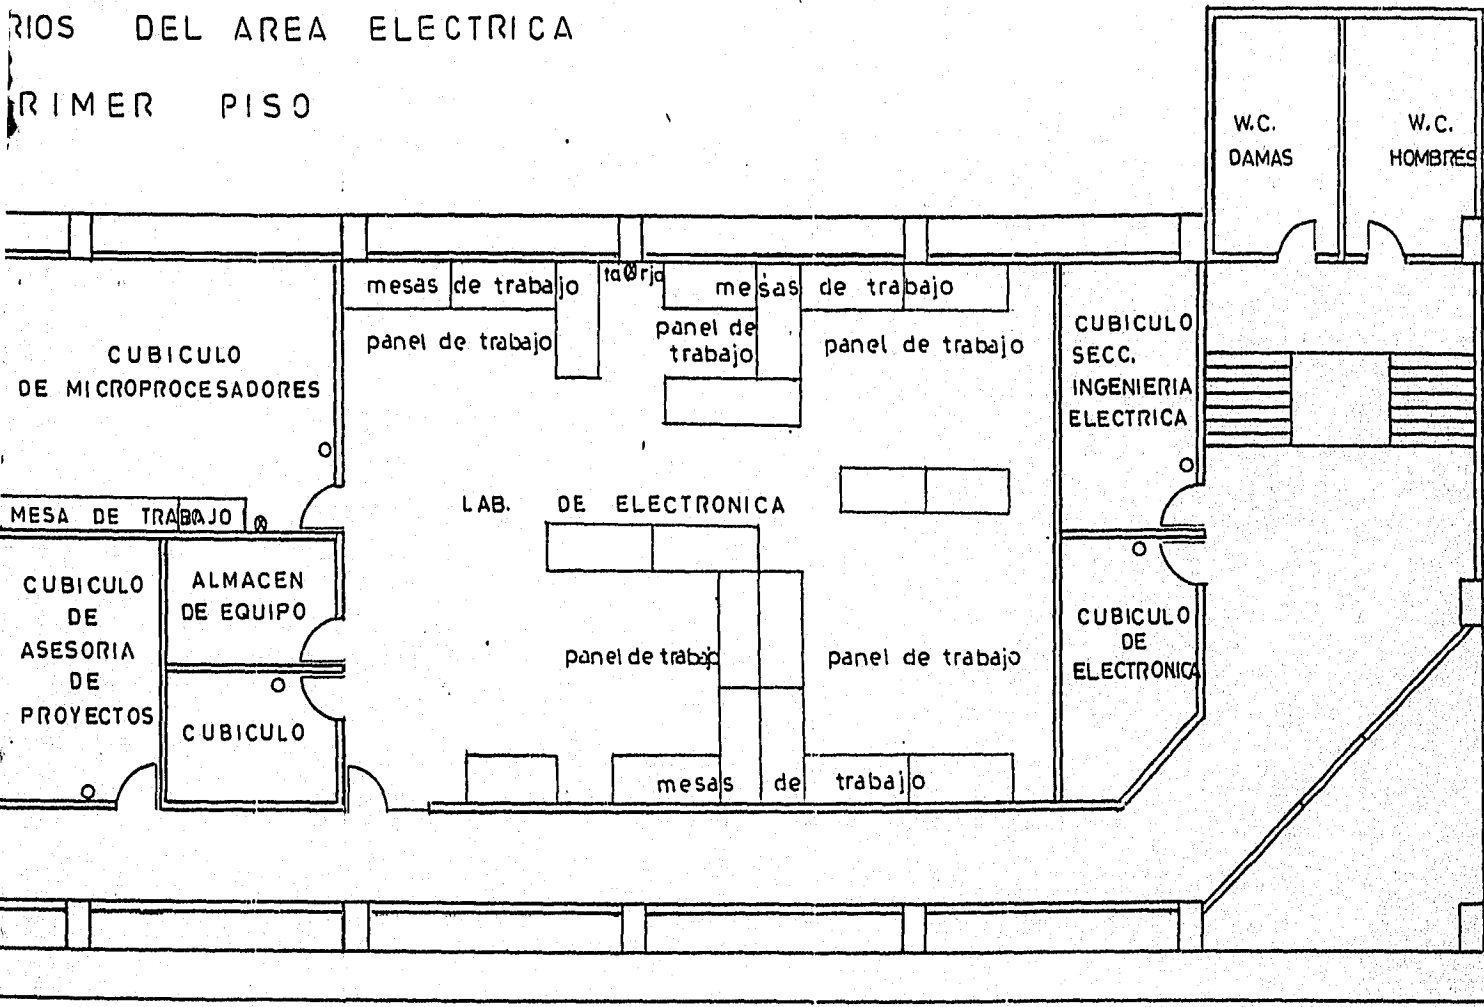 RIOS DEL AREA ELECTRICA
RIMER PISO
W.C.
DAMAS
W.C.
HOMBRES
mesas de trabajo
panel de trabajo
mesas de trabajo
panel de
trabajo
panel de trabajo
CUBICULO
DE MICROPROCESADORES
CUBICULO
SECC.
INGENIERIA
ELECTRICA
LAB. DE ELECTRONICA
MESA DE TRABAJO
CUBICULO
DE
ASESORIA
DE
PROYECTOS
ALMACEN
DE EQUIPO
CUBICULO
panel de trabajo
panel de trabajo
CUBICULO
DE
ELECTRONICA
mesas de trabajo